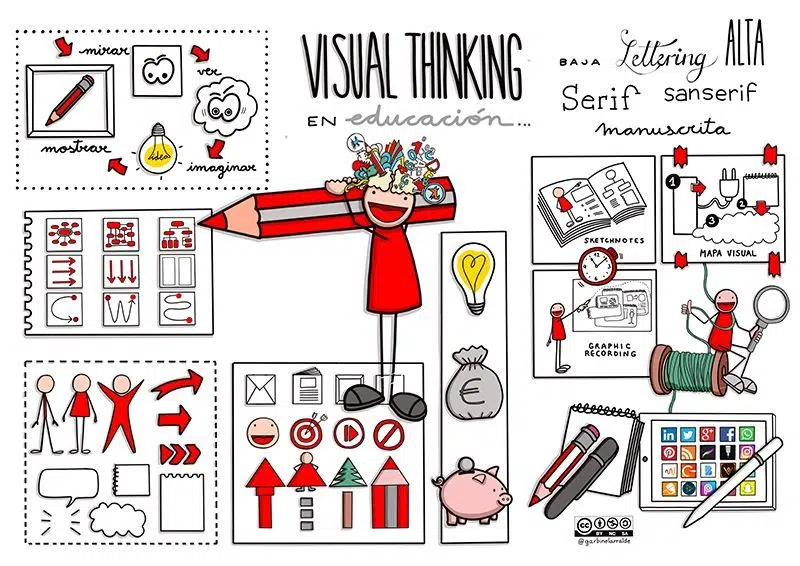 VISUAL THINKING
EN educación...
mirar
ver
imaginar
ideas
mostrar
BAJA Lettering ALTA
Serif sanserif
manuscrita
SKETCHNOTES
1
2
3
MAPA VISUAL
GRAPHIC
RECORDING
€
CC BY NC SA
@garbinelarralde